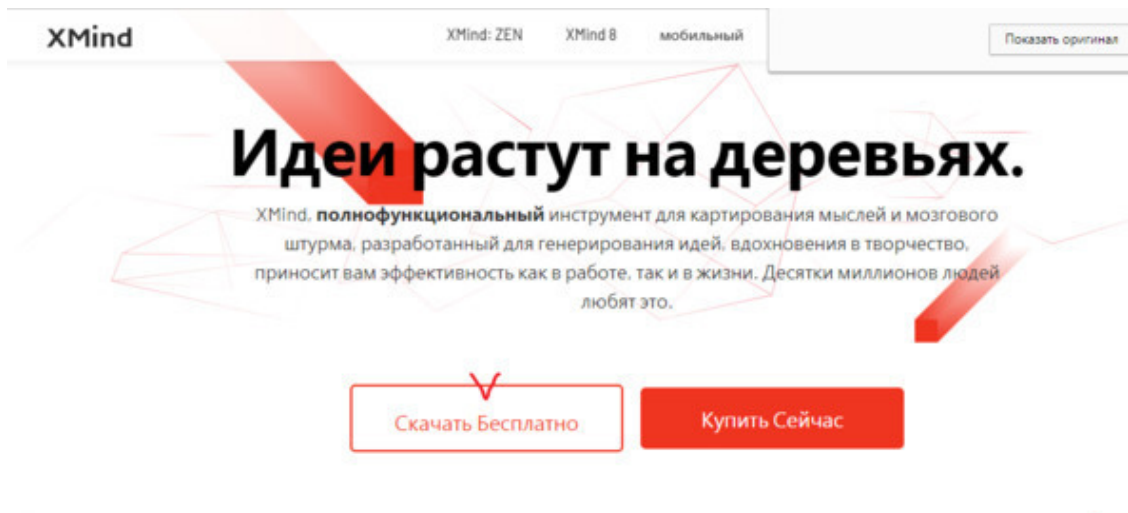 XMind
XMind: ZEN XMind 8 мобильный
Показать оригинал
Идеи растут на деревьях.
XMind, полнофункциональный инструмент для картирования мыслей и мозгового
штурма, разработанный для генерирования идей, вдохновения в творчество,
приносит вам эффективность как в работе, так и в жизни. Десятки миллионов людей
любят это.
Скачать Бесплатно
Купить Сейчас